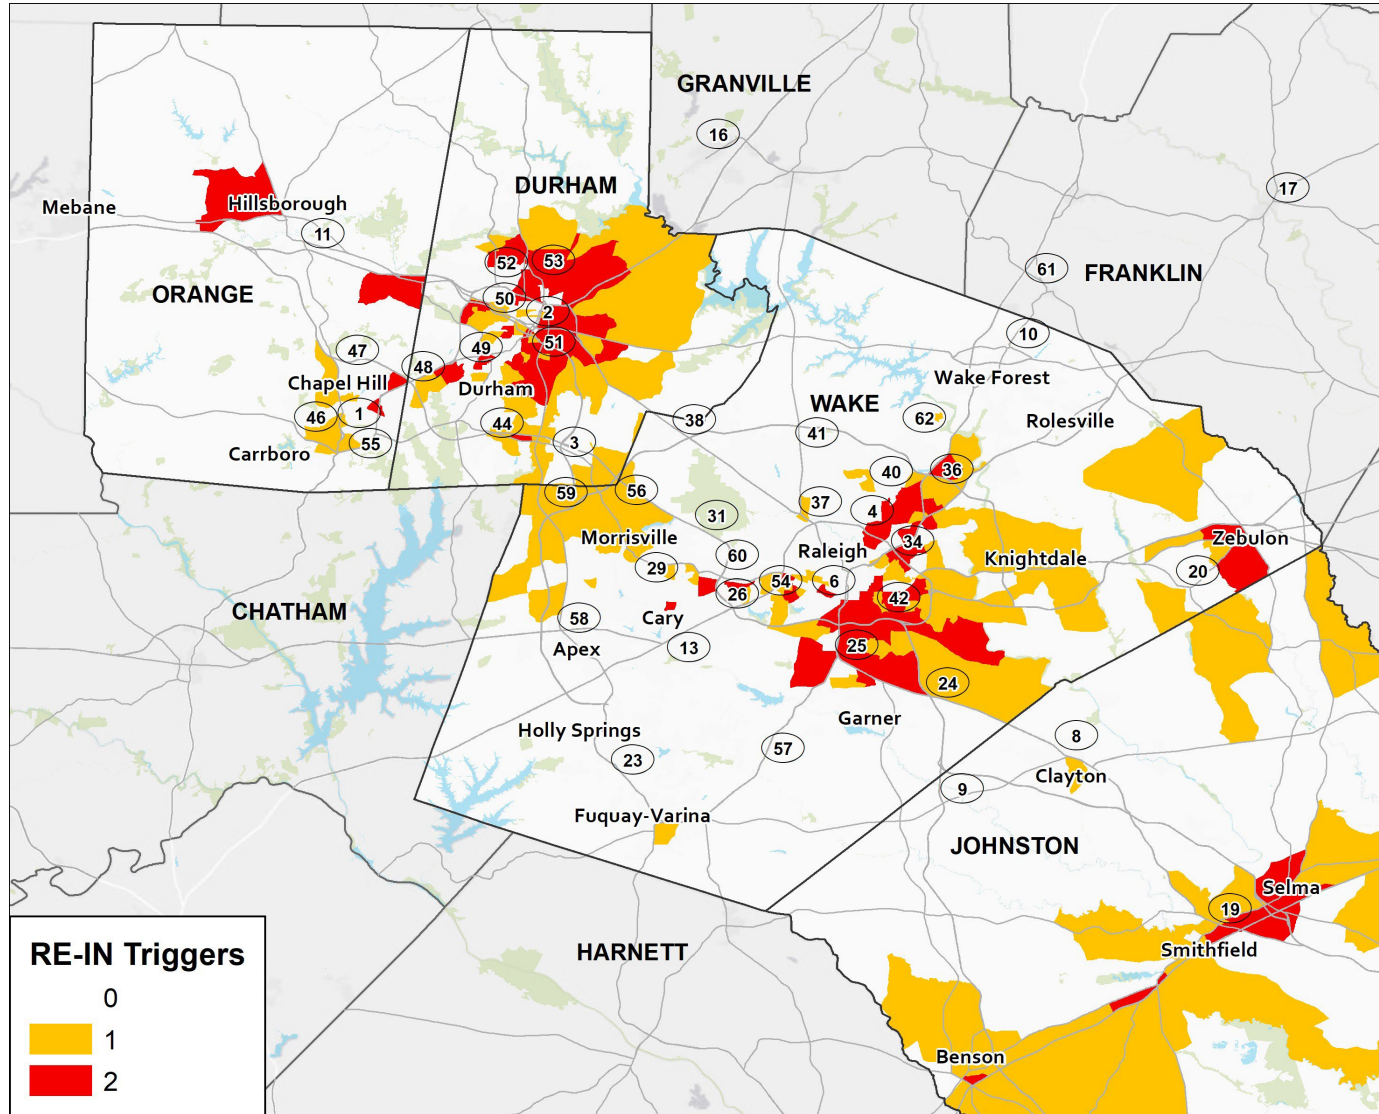 GRANVILLE
16
DURHAM
17
Mebane
Hillsborough
11
52
53
61
FRANKLIN
ORANGE
50
2
10
47
49
51
48
Chapel Hill
Durham
Wake Forest
WAKE
46
1
44
38
62
Rolesville
41
Carrboro
55
3
40
36
59
56
37
4
31
Morrisville
Raleigh
34
Zebulon
60
Knightdale
29
54
6
20
26
42
CHATHAM
58
Cary
Apex
13
25
24
Garner
Holly Springs
8
57
23
Clayton
9
Fuquay-Varina
JOHNSTON
Selma
19
RE-IN Triggers
HARNETT
Smithfield
0
1
Benson
2